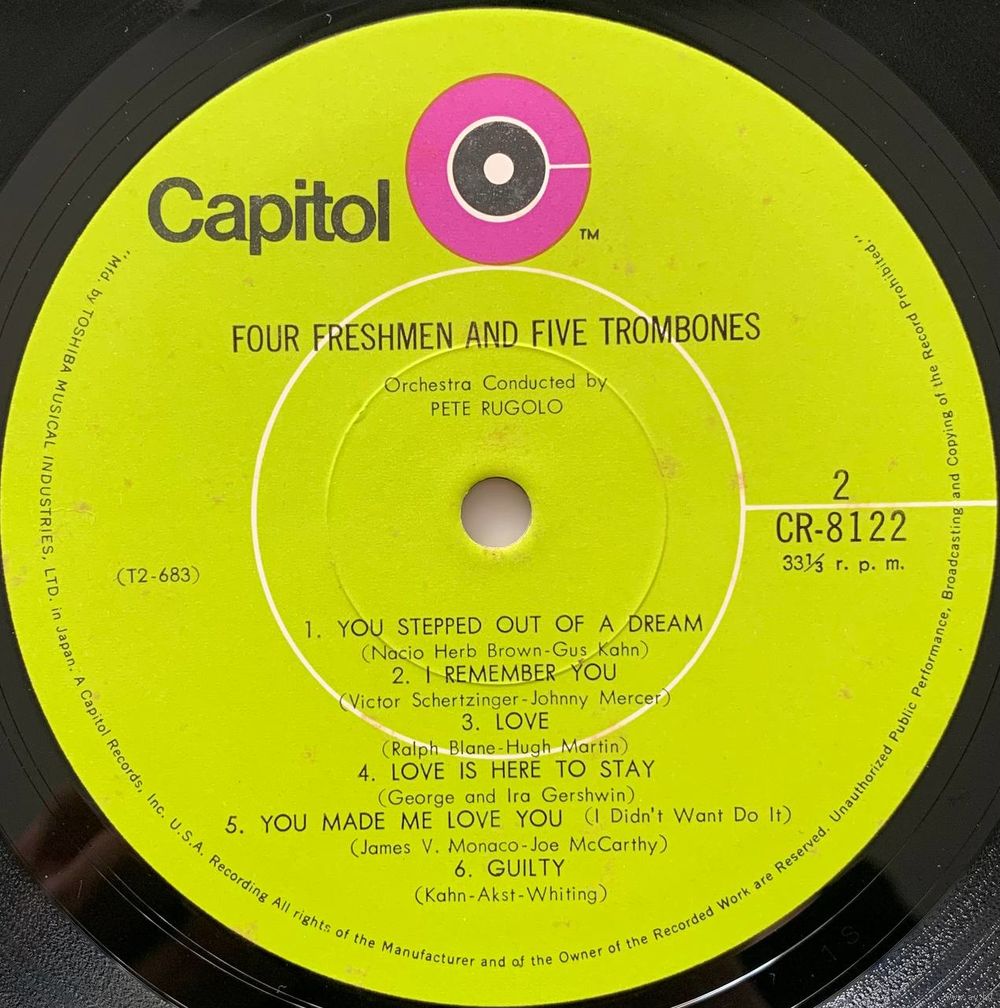 Capitol
TM
FOUR FRESHMEN AND FIVE TROMBONES
Orchestra Conducted by
PETE RUGOLO
2
CR-8122
33⅓ r. p. m.
(T2-683)
1. YOU STEPPED OUT OF A DREAM
(Nacio Herb Brown-Gus Kahn)
2. I REMEMBER YOU
(Victor Schertzinger-Johnny Mercer)
3. LOVE
(Ralph Blane-Hugh Martin)
4. LOVE IS HERE TO STAY
(George and Ira Gershwin)
5. YOU MADE ME LOVE YOU (I Didn't Want Do It)
(James V. Monaco-Joe McCarthy)
6. GUILTY
(Kahn-Akst-Whiting)
"Mfd. by TOSHIBA MUSICAL INDUSTRIES, LTD. in Japan. A Capitol Records, Inc. U.S.A. Recording All rights of the Manufacturer and of the Owner of the Recorded Work are Reserved. Unauthorized Public Performance, Broadcasting and Copying of the Record Prohibited."